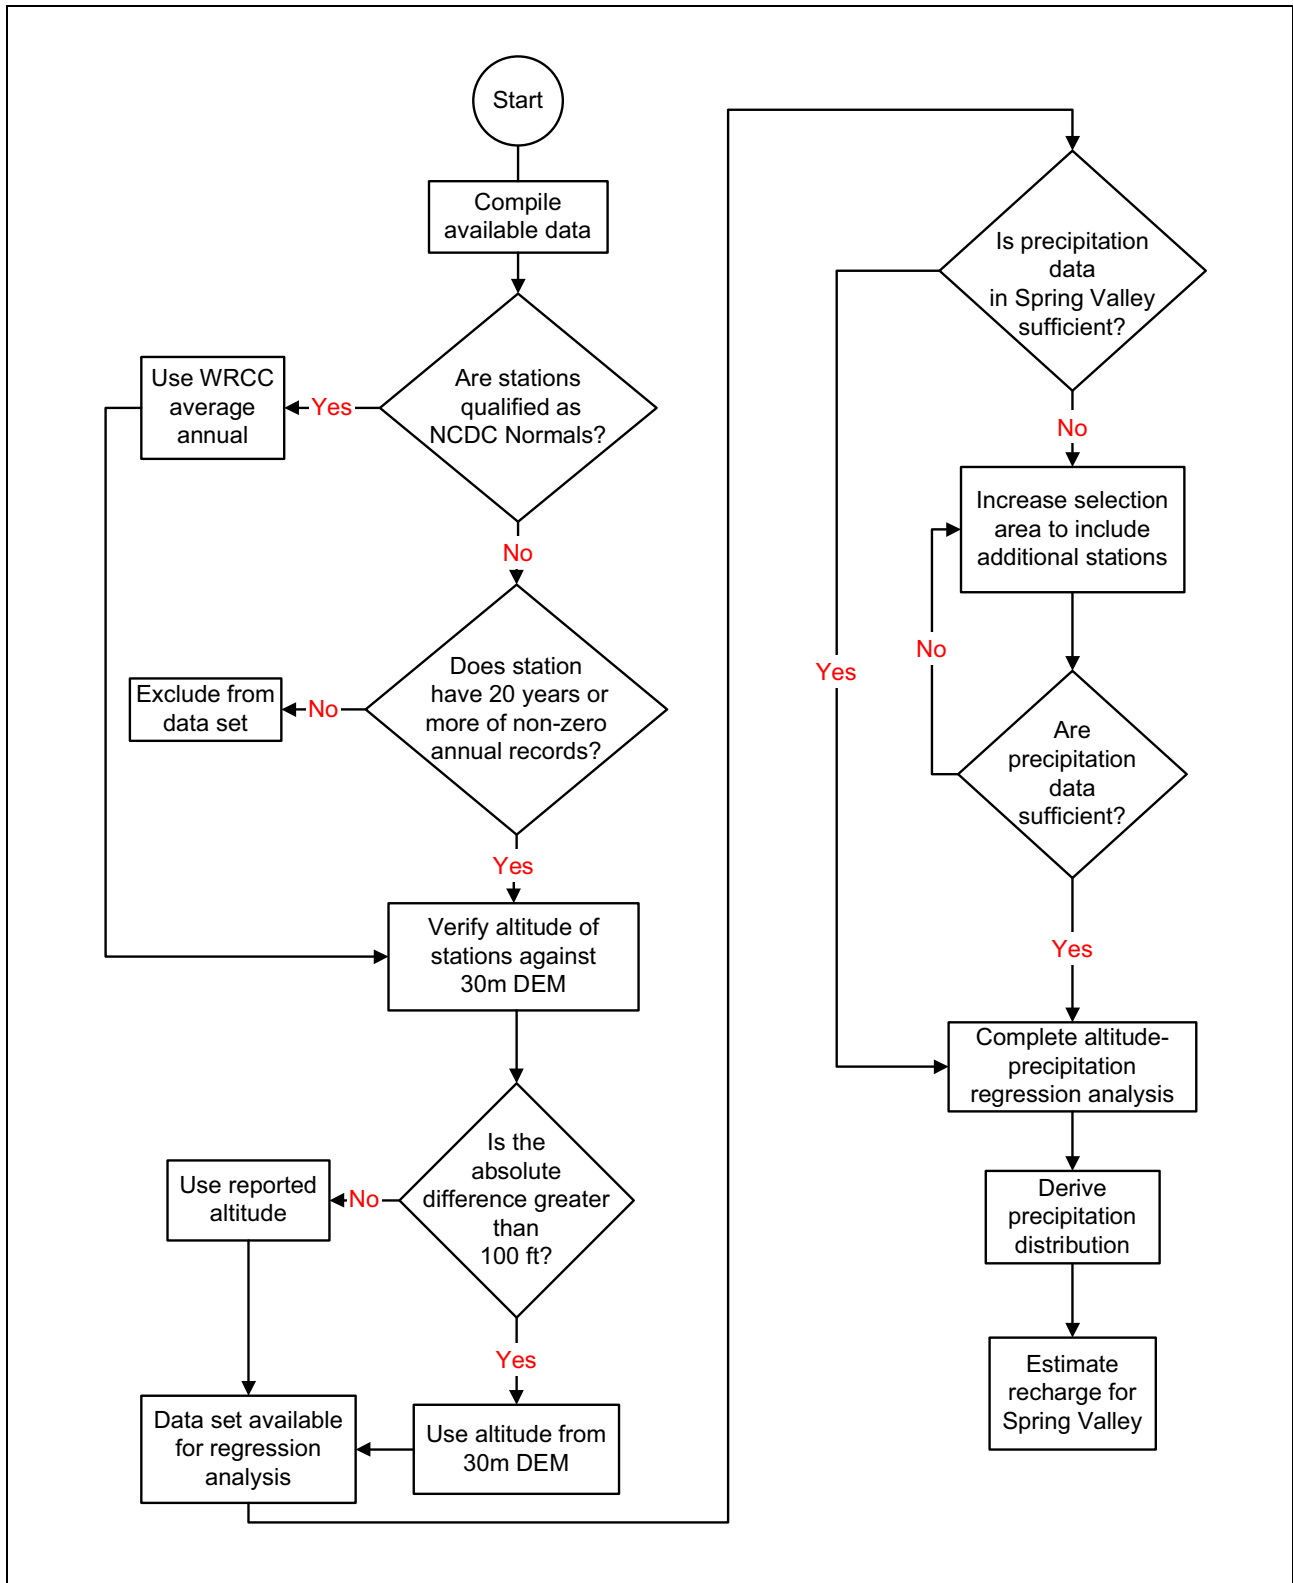 Start
Compile
available data
Are stations
qualified as
NCDC Normals?
Yes
Use WRCC
average
annual
No
Does station
have 20 years or
more of non-zero
annual records?
No
Exclude from
data set
Yes
Verify altitude of
stations against
30m DEM
Is the
absolute
difference greater
than
100 ft?
No
Use reported
altitude
Yes
Use altitude from
30m DEM
Data set available
for regression
analysis
Is precipitation
data
in Spring Valley
sufficient?
Yes
No
Increase selection
area to include
additional stations
Are
precipitation
data
sufficient?
No
Yes
Complete altitude-
precipitation
regression analysis
Derive
precipitation
distribution
Estimate
recharge for
Spring Valley